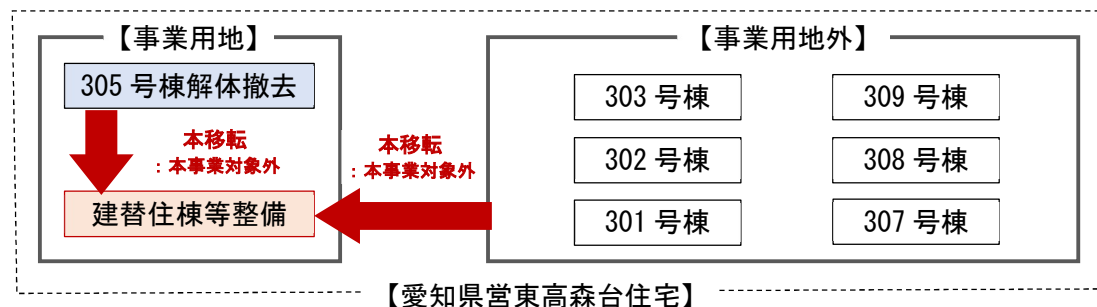 【事業用地】
305 号棟解体撤去
本移転
：本事業対象外
建替住棟等整備
本移転
：本事業対象外
【事業用地外】
303 号棟
309 号棟
302 号棟
308 号棟
301 号棟
307 号棟
【愛知県営東高森台住宅】